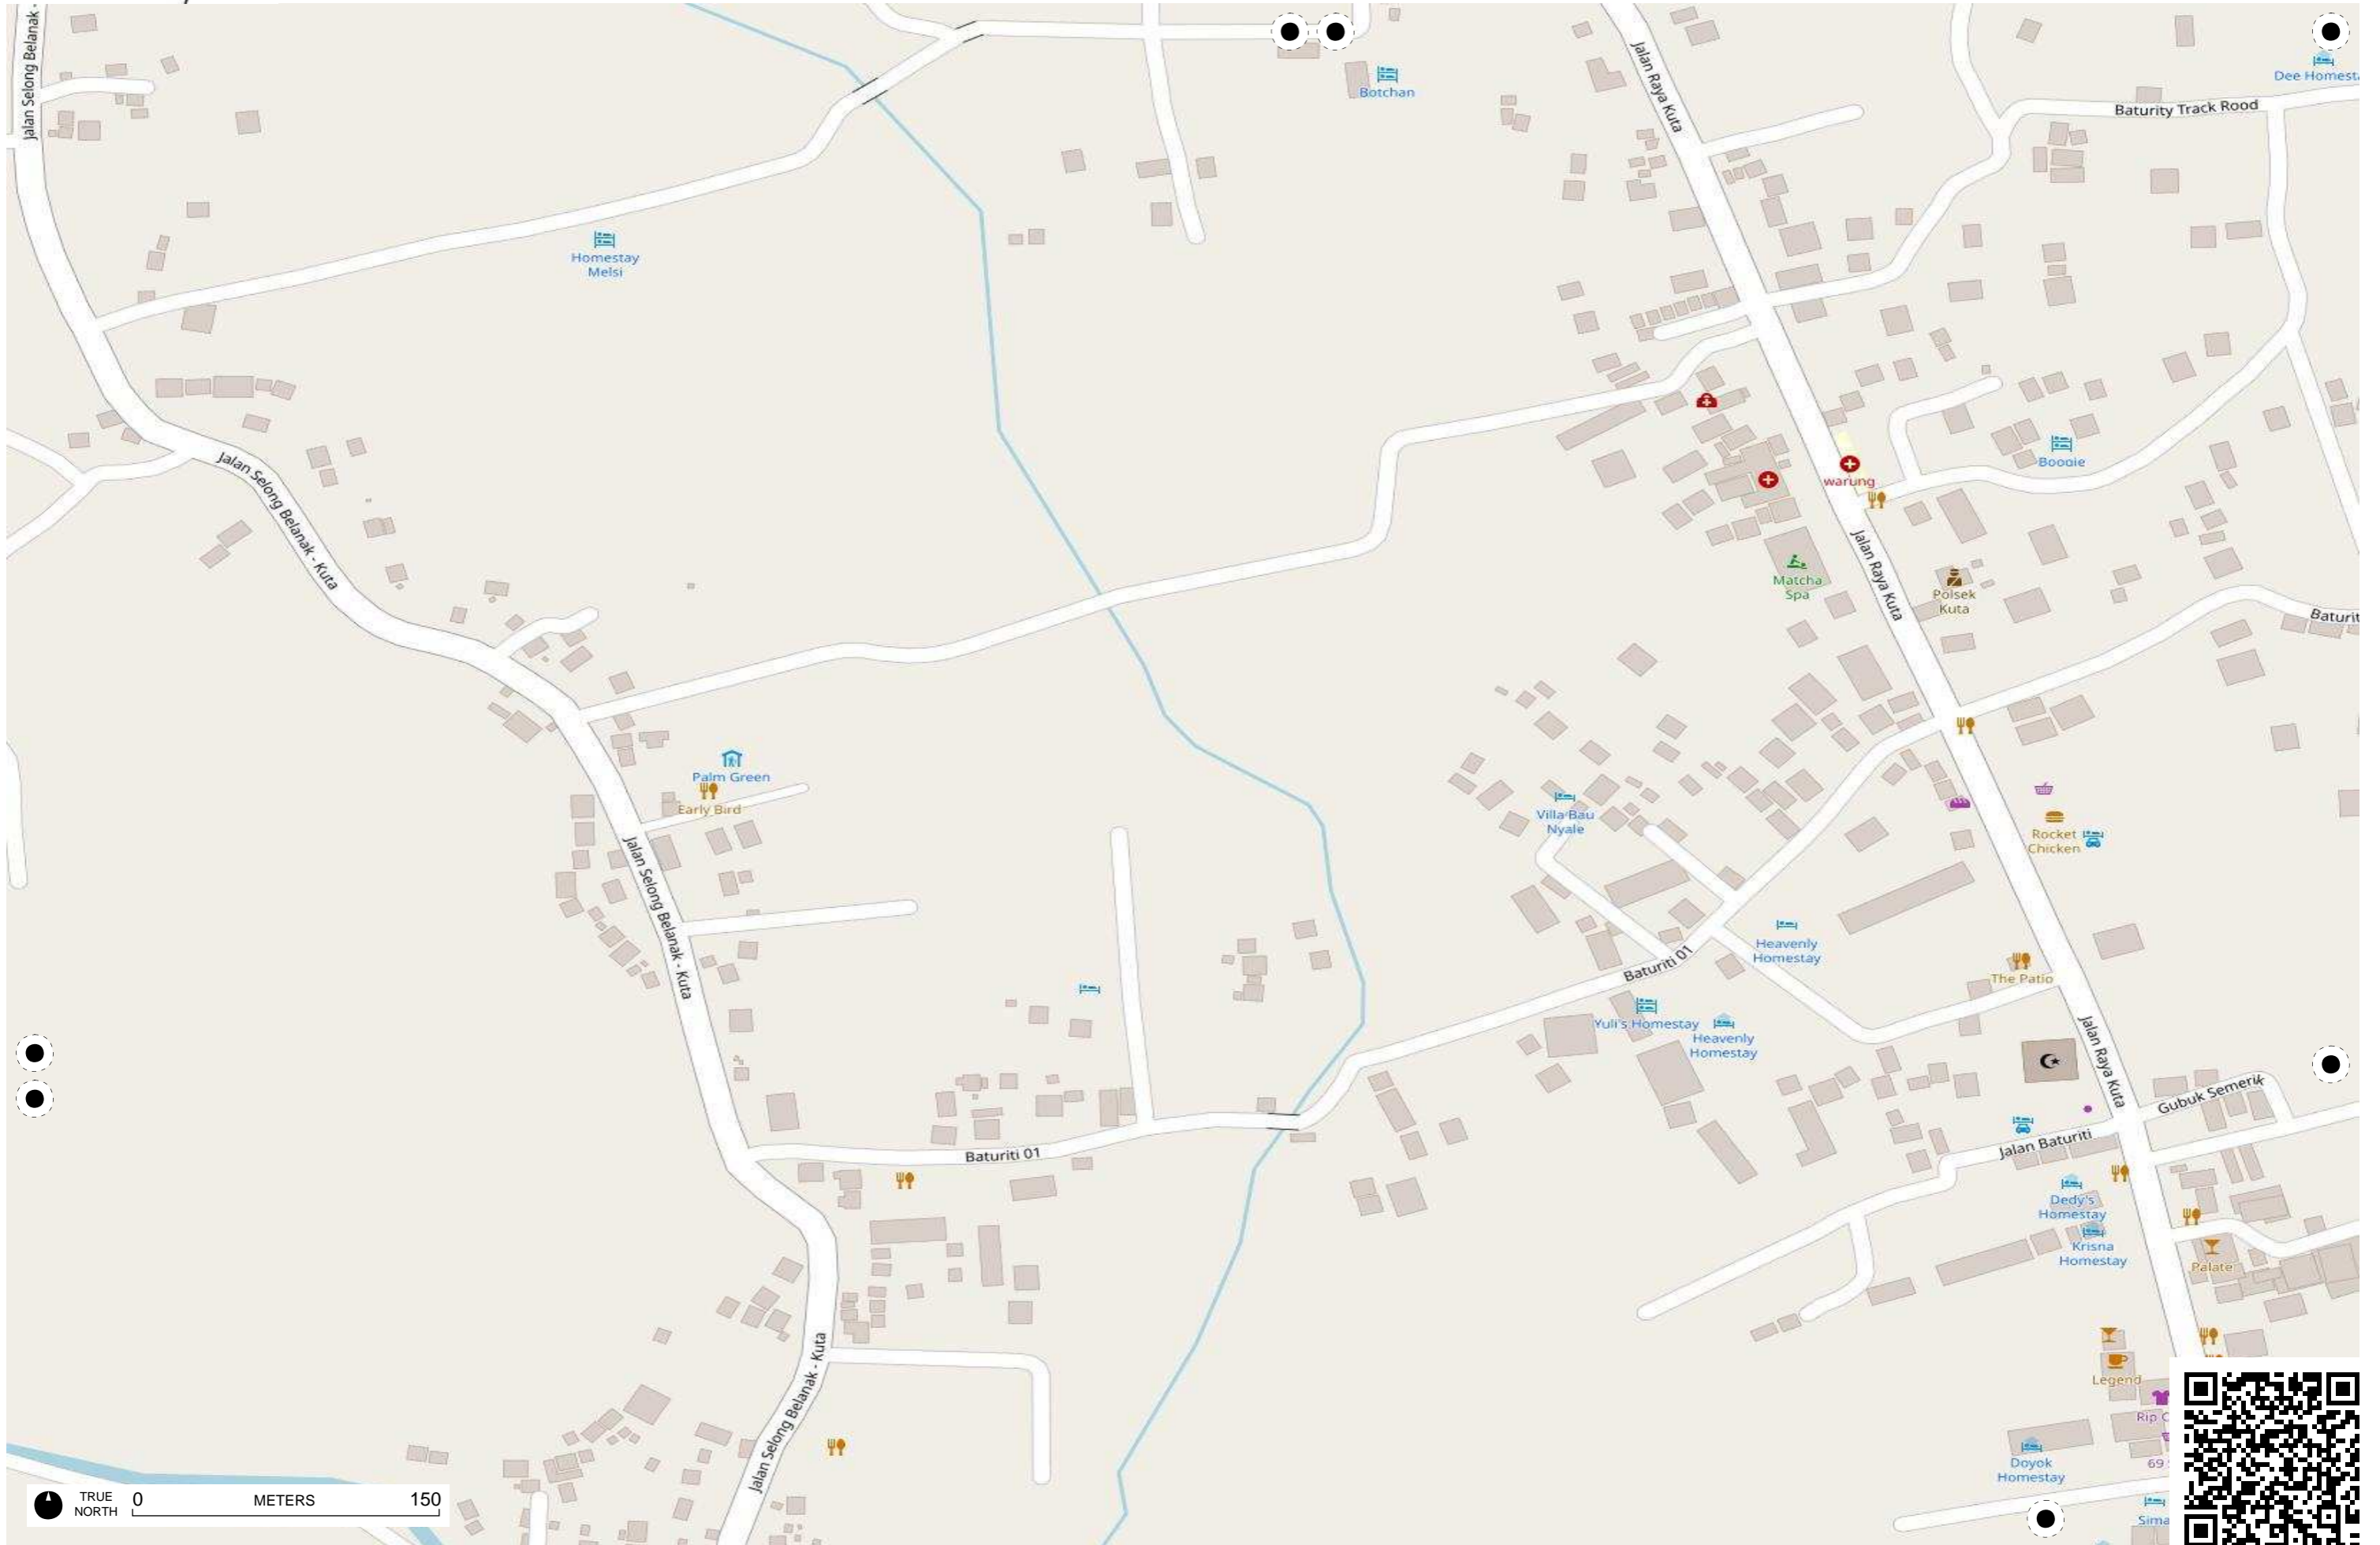 Jalan Selong Belanak -
Jalan Raya Kuta
Dee Homest
Botchan
Baturity Track Rood
Homestay
Melsi
Jalan Selong Belanak - Kuta
Boogie
warung
Jalan Raya Kuta
Matcha
Spa
Polsek
Kuta
Baturit
Palm Green
Early Bird
Villa Bau
Nyale
Rocket
Chicken
Jalan Selong Belanak - Kuta
Heavenly
Homestay
Baturiti 01
The Patio
Yuli's Homestay
Heavenly
Homestay
Jalan Raya Kuta
Gubuk Semerik
Baturiti 01
Jalan Baturiti
Dedy's
Homestay
Krisna
Homestay
Palate
Jalan Selong Belanak - Kuta
Legend
Rip C
69
Doyok
Homestay
Sima
TRUE
NORTH
0 METERS 150